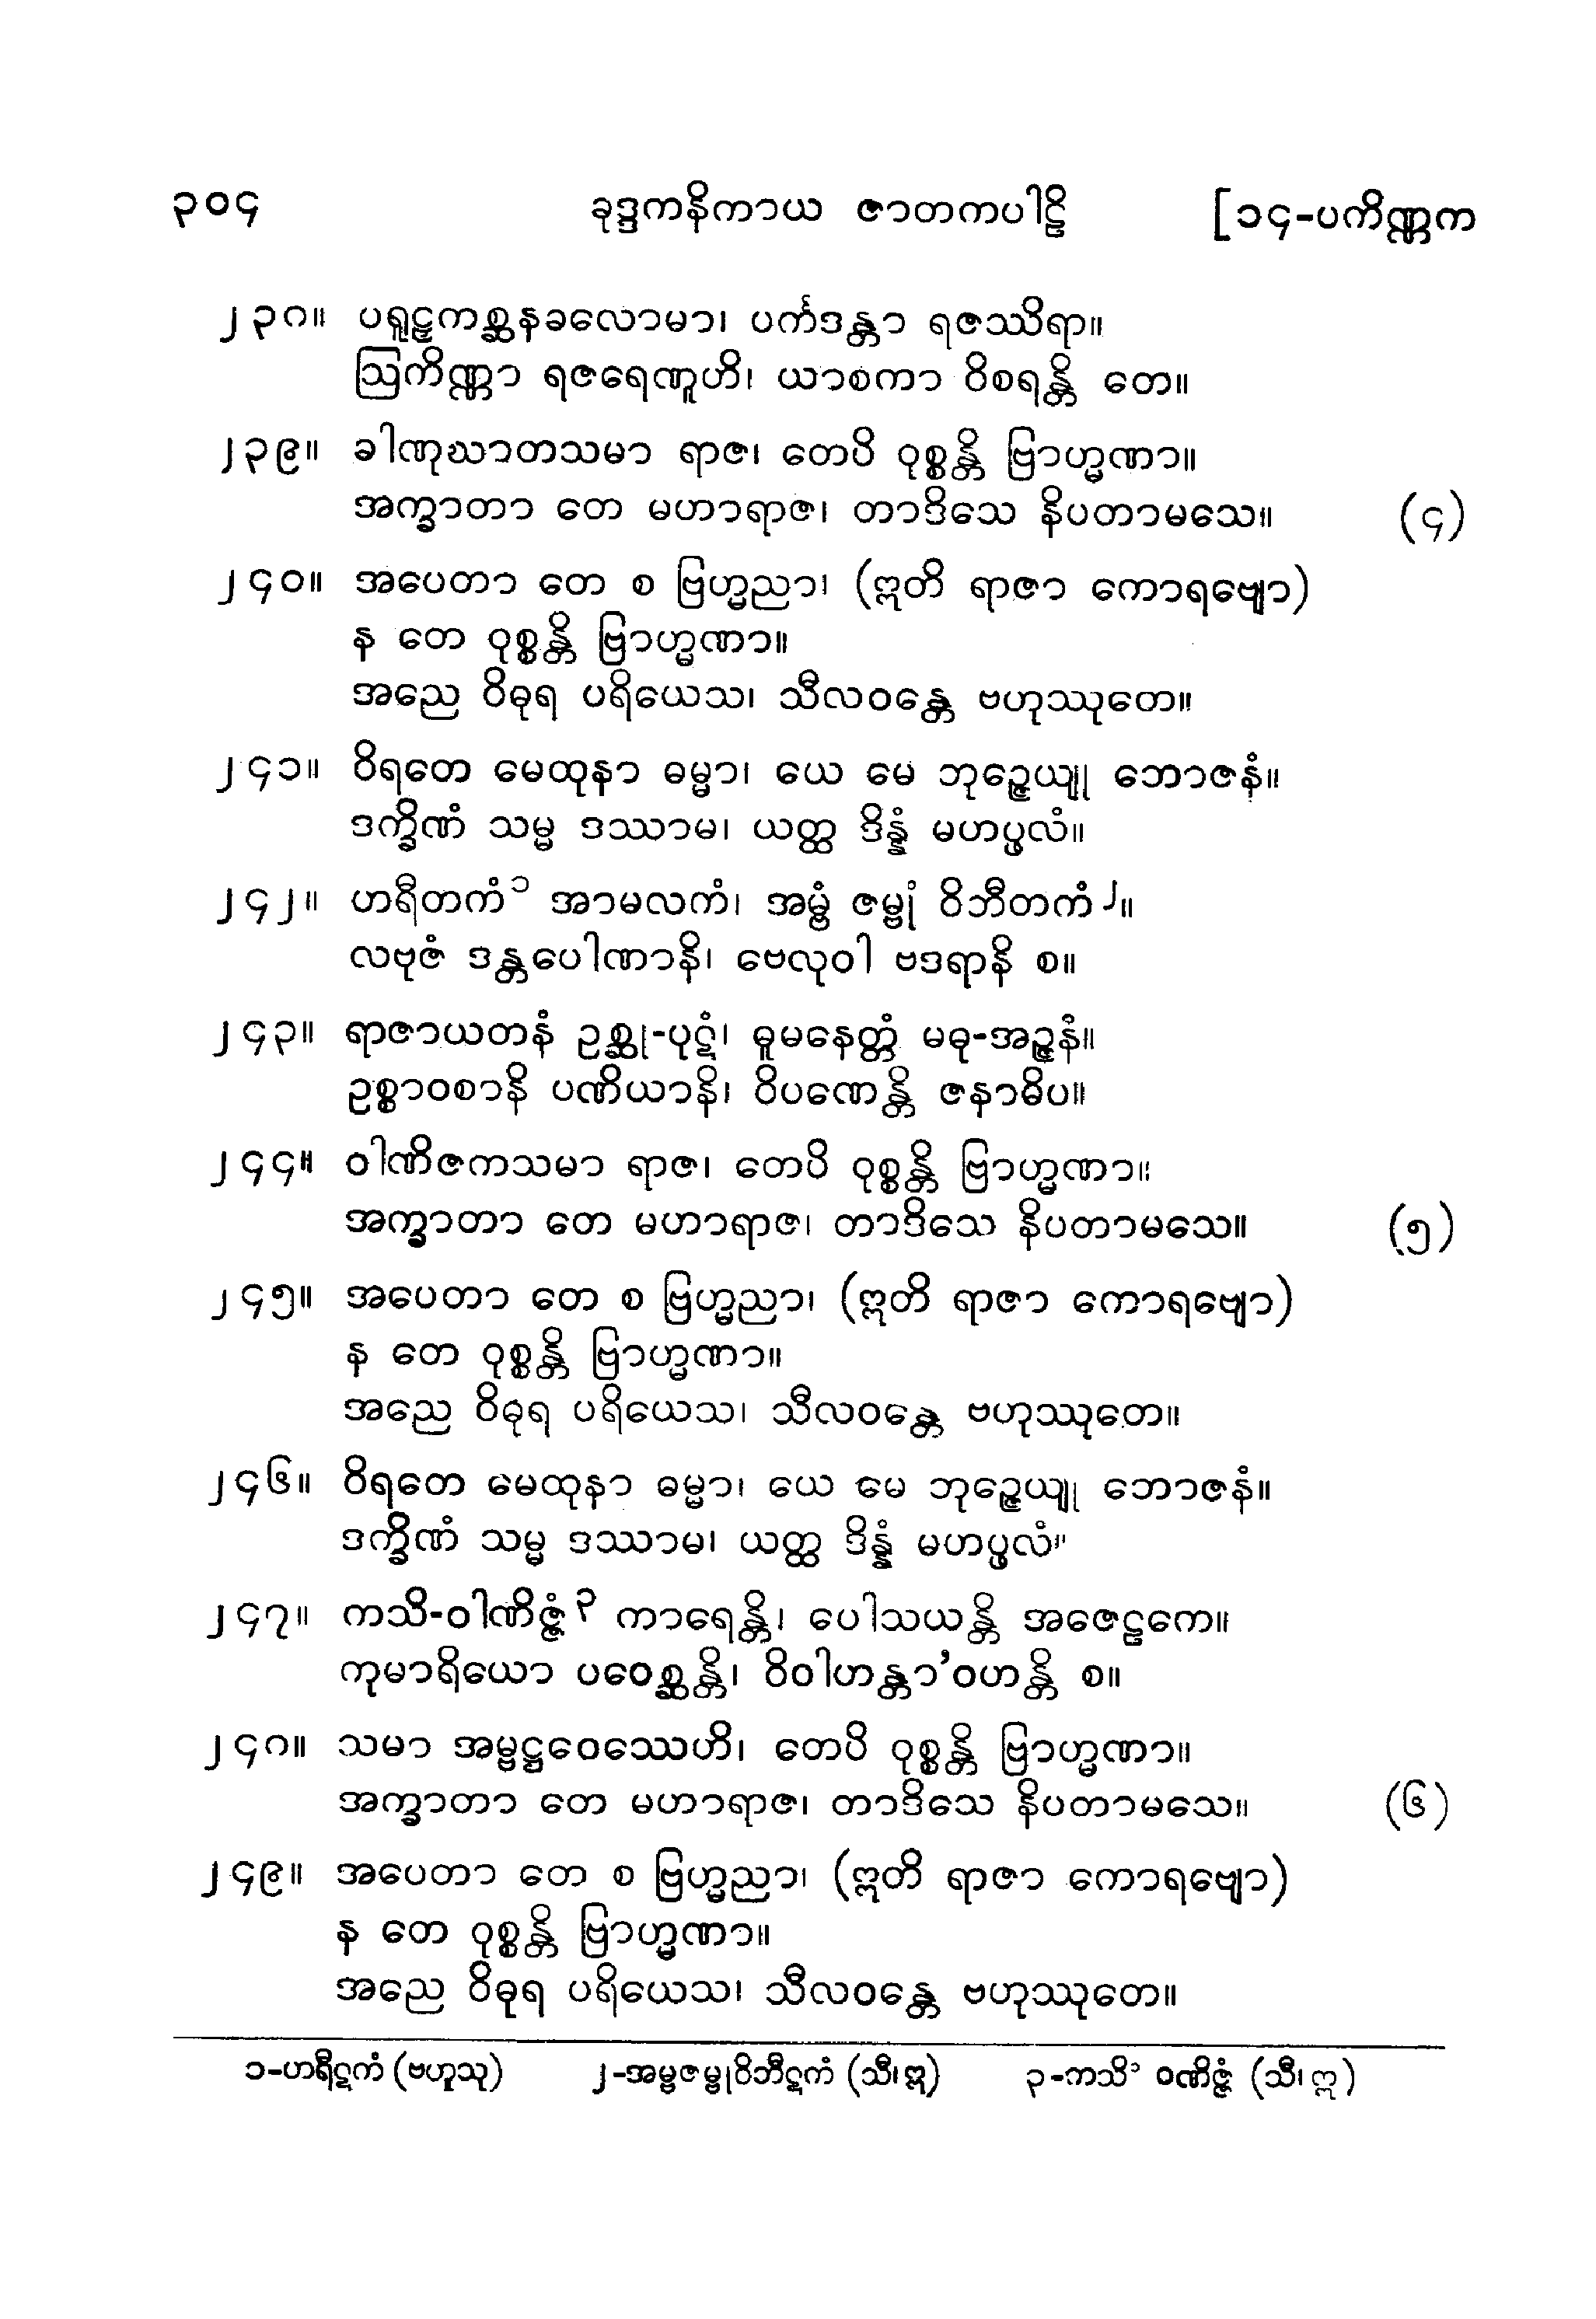 ၃၀၄ ခုဒ္ဒကနိကာယ ဇာတကပါဠိ [၁၄-ပကိဏ္ဏက
၂၃၈။ ပရူဠှကစ္ဆနခလောမာ၊ ပင်္ကဒန္တာ ရဇဿိရာ။
ဩကိဏ္ဏာ ရဇရေဏူဟိ၊ ယာစကာ ဝိစရန္တိ တေ။
၂၃၉။ ခါဏုဃာတသမာ ရာဇ၊ တေပိ ဝုစ္စန္တိ ဗြာဟ္မဏာ။
အက္ခာတာ တေ မဟာရာဇ၊ တာဒိသေ နိပတာမသေ။ (၄)
၂၄၀။ အပေတာ တေ စ ဗြဟ္မညာ၊ (ဣတိ ရာဇာ ကောရဗျော)
န တေ ဝုစ္စန္တိ ဗြာဟ္မဏာ။
အညေ ဝိဓုရ ပရိယေသ၊ သီလဝန္တေ ဗဟုဿုတေ။
၂၄၁။ ဝိရတေ မေထုနာ ဓမ္မာ၊ ယေ မေ ဘုဉ္ဇေယျု ဘောဇနံ။
ဒက္ခိဏံ သမ္မ ဒဿာမ၊ ယတ္ထ ဒိန္နံ မဟပ္ဖလံ။
၂၄၂။ ဟရီတကံ၁ အာမလကံ၊ အမ္ဗံ ဇမ္ဗုံ ဝိဘီတကံ၂။
လဗုဇံ ဒန္တပေါဏာနိ၊ ဗေလုဝါ ဗဒရာနိ စ။
၂၄၃။ ရာဇာယတနံ ဥစ္ဆု-ပုဋံ၊ ဓူမနေတ္တံ မဓု-အဉ္ဇနံ။
ဥစ္စာဝစာနိ ပဏိယာနိ၊ ဝိပဏေန္တိ ဇနာဓိပ။
၂၄၄။ ဝါဏိဇကသမာ ရာဇ၊ တေပိ ဝုစ္စန္တိ ဗြာဟ္မဏာ။
အက္ခာတာ တေ မဟာရာဇ၊ တာဒိသေ နိပတာမသေ။ (၅)
၂၄၅။ အပေတာ တေ စ ဗြဟ္မညာ၊ (ဣတိ ရာဇာ ကောရဗျော)
န တေ ဝုစ္စန္တိ ဗြာဟ္မဏာ။
အညေ ဝိဓုရ ပရိယေသ၊ သီလဝန္တေ ဗဟုဿုတေ။
၂၄၆။ ဝိရတေ မေထုနာ ဓမ္မာ၊ ယေ မေ ဘုဉ္ဇေယျု ဘောဇနံ။
ဒက္ခိဏံ သမ္မ ဒဿာမ၊ ယတ္ထ ဒိန္နံ မဟပ္ဖလံ။
၂၄၇။ ကသိ-ဝါဏိဇ္ဇံ၃ ကာရေန္တိ၊ ပေါသယန္တိ အဇေဠကေ။
ကုမာရိယော ပဝေစ္ဆန္တိ၊ ဝိဝါဟန္တာ’ဝဟန္တိ စ။
၂၄၈။ သမာ အမ္ဗဋ္ဌဝေဿေဟိ၊ တေပိ ဝုစ္စန္တိ ဗြာဟ္မဏာ။
အက္ခာတာ တေ မဟာရာဇ၊ တာဒိသေ နိပတာမသေ။ (၆)
၂၄၉။ အပေတာ တေ စ ဗြဟ္မညာ၊ (ဣတိ ရာဇာ ကောရဗျော)
န တေ ဝုစ္စန္တိ ဗြာဟ္မဏာ။
အညေ ဝိဓုရ ပရိယေသ၊ သီလဝန္တေ ဗဟုဿုတေ။
၁-ဟရီဋကံ (ဗဟူသု) ၂-အမ္ဗဇမ္ဗုဝိဘီဋကံ (သီ၊ဣ) ၃-ကသိံ ဝဏိဇ္ဇံ (သီ၊ဣ)